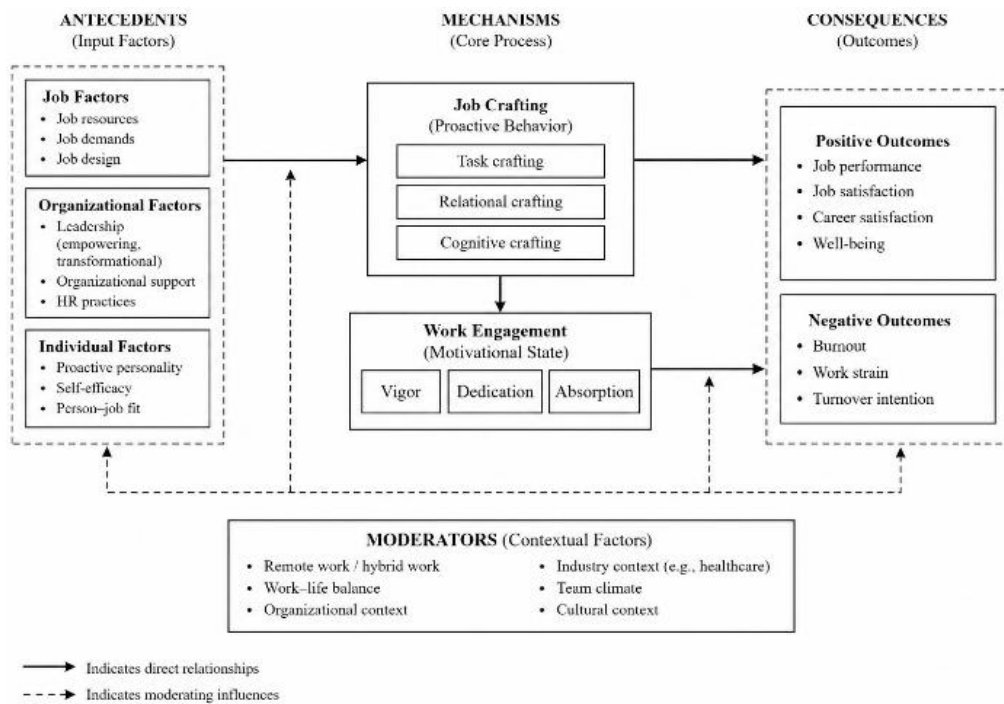 ANTECEDENTS
(Input Factors)
Job Factors
• Job resources
• Job demands
• Job design
Organizational Factors
• Leadership
(empowering,
transformational)
• Organizational support
• HR practices
Individual Factors
• Proactive personality
• Self-efficacy
• Person–job fit
MECHANISMS
(Core Process)
Job Crafting
(Proactive Behavior)
Task crafting
Relational crafting
Cognitive crafting
Work Engagement
(Motivational State)
Vigor
Dedication
Absorption
CONSEQUENCES
(Outcomes)
Positive Outcomes
• Job performance
• Job satisfaction
• Career satisfaction
• Well-being
Negative Outcomes
• Burnout
• Work strain
• Turnover intention
MODERATORS (Contextual Factors)
• Remote work / hybrid work
• Work–life balance
• Organizational context
• Industry context (e.g., healthcare)
• Team climate
• Cultural context
Indicates direct relationships
Indicates moderating influences